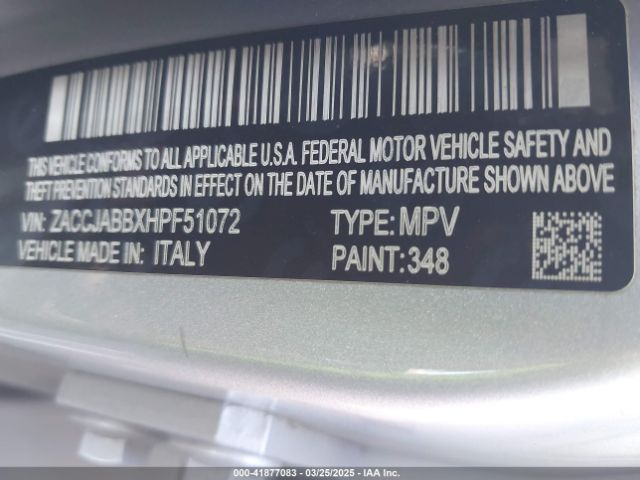 THIS VEHICLE CONFORMS TO ALL APPLICABLE U.S.A. FEDERAL MOTOR VEHICLE SAFETY AND
THEFT PREVENTION STANDARDS IN EFFECT ON THE DATE OF MANUFACTURE SHOWN ABOVE
VIN: ZACCJABBXHPF51072 TYPE: MPV
VEHICLE MADE IN: ITALY PAINT: 348
000-41877083 / 03/25/2025 - IAA Inc.